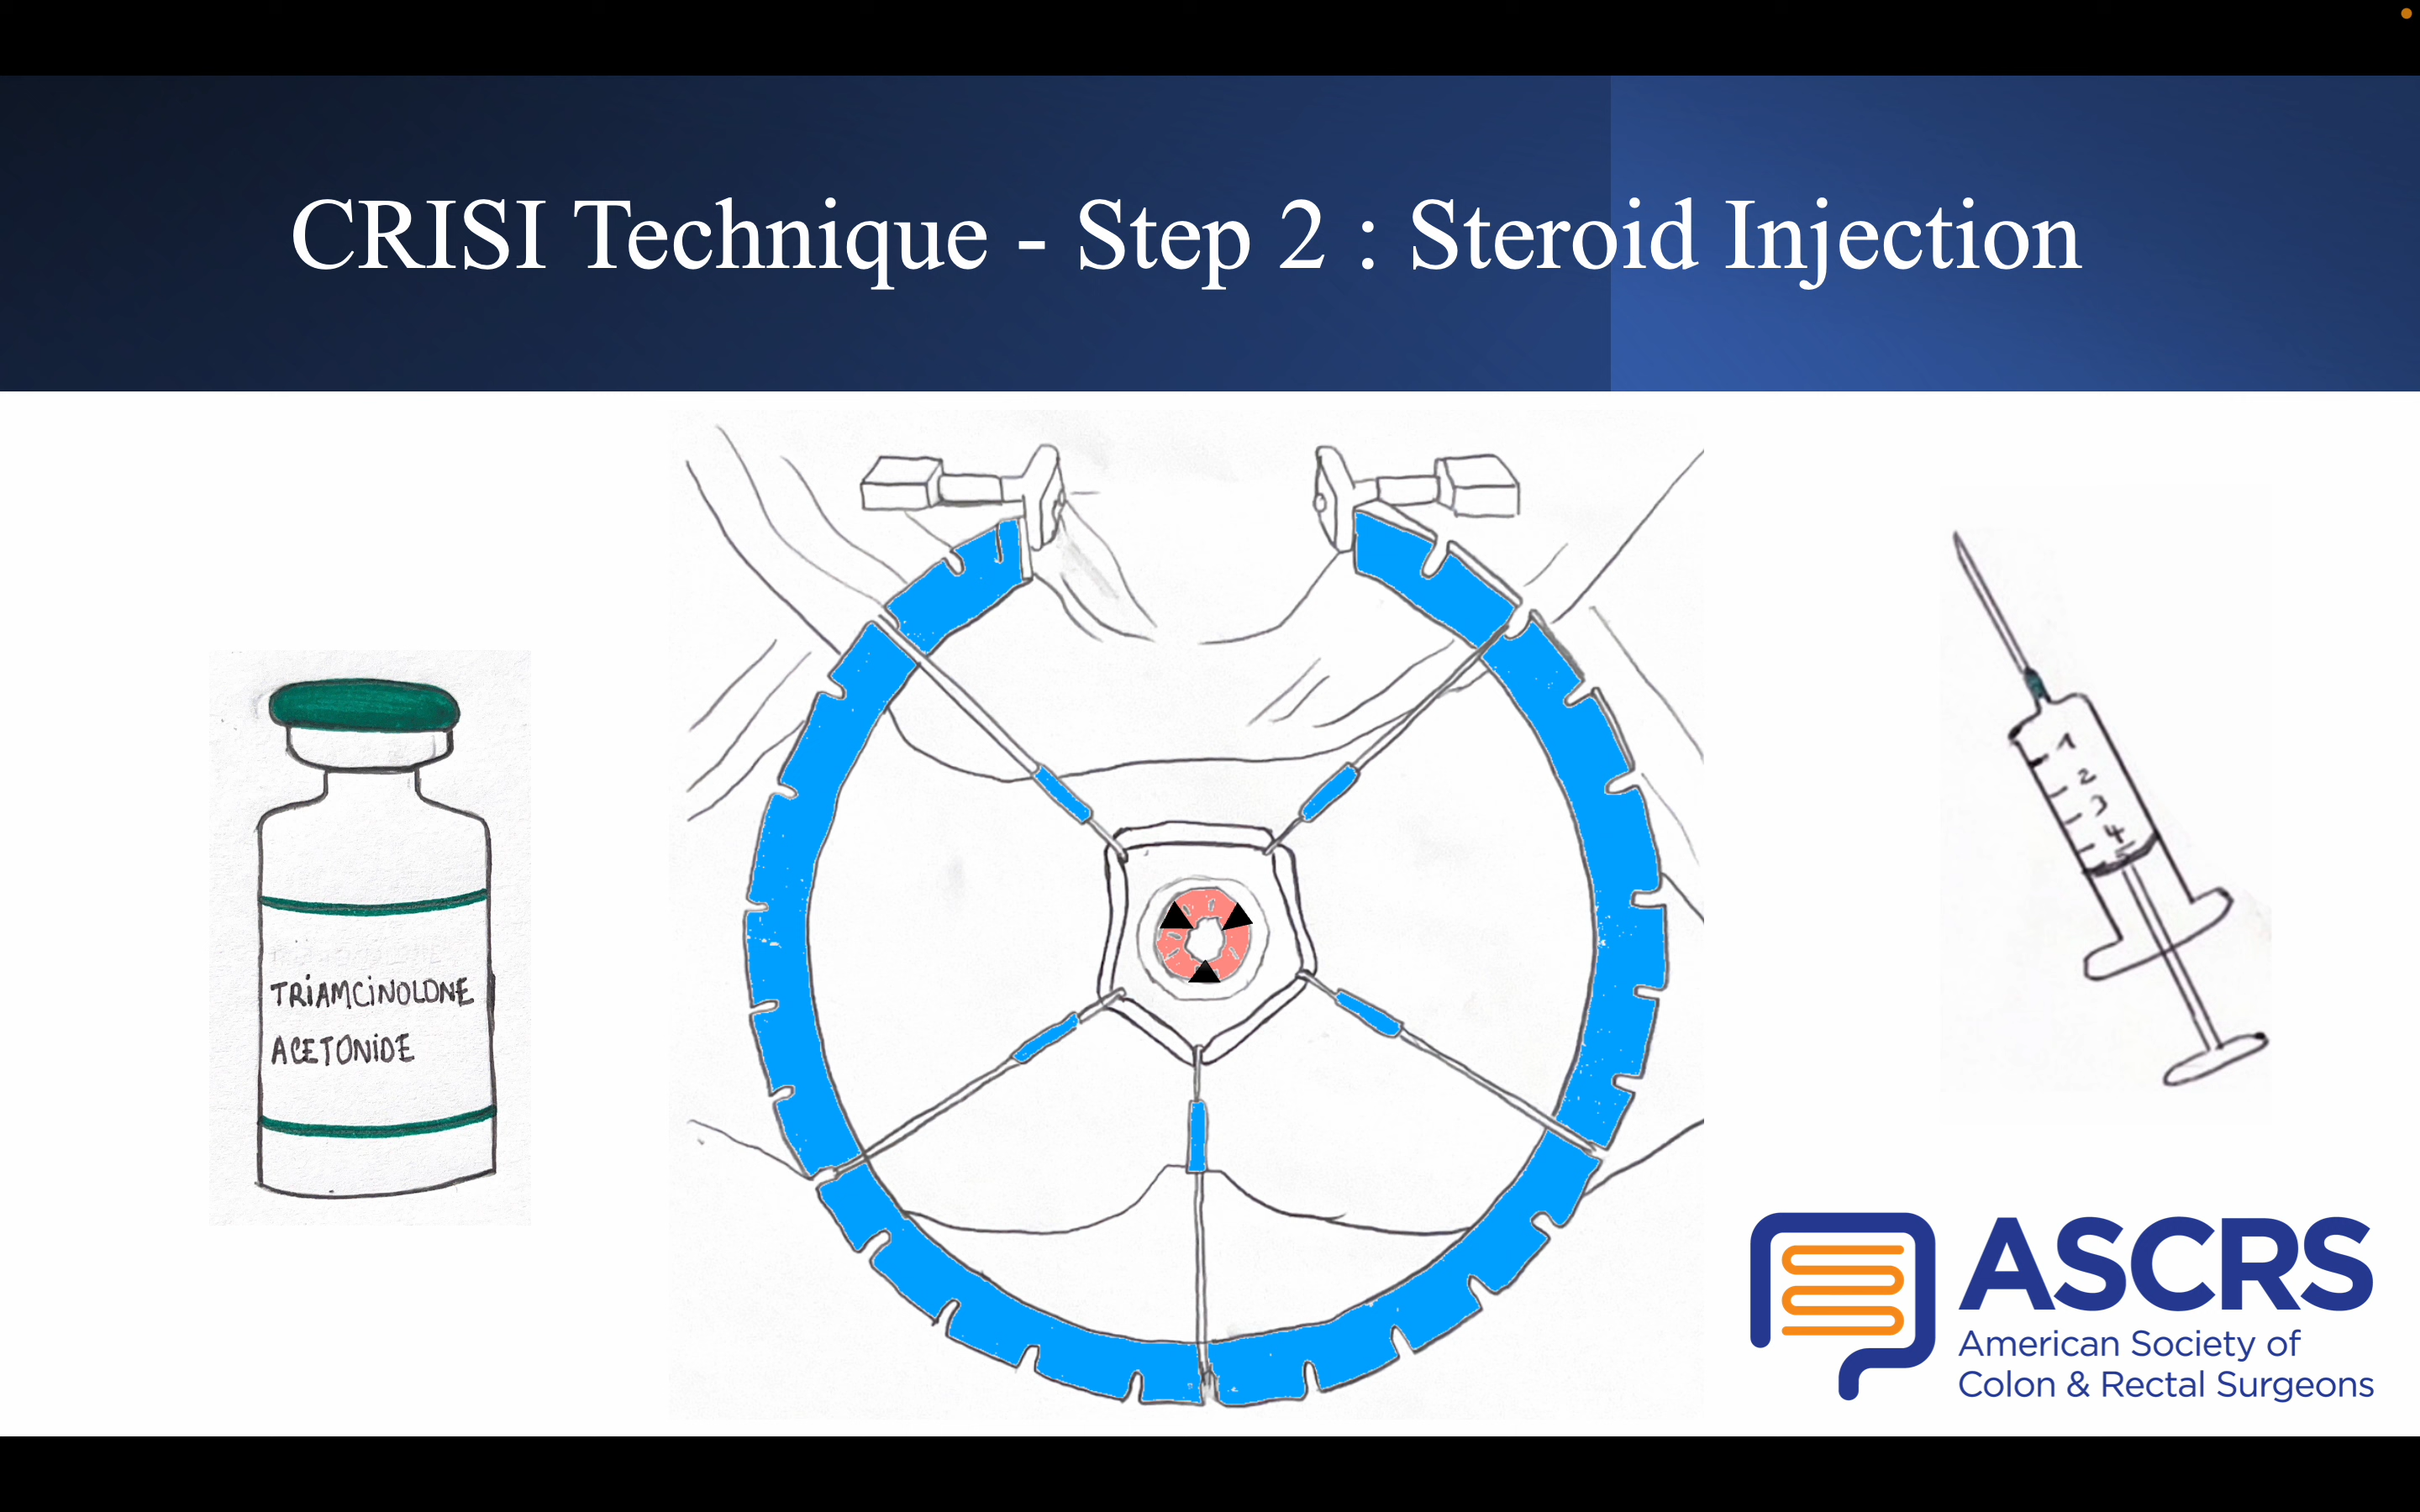 CRISI Technique - Step 2 : Steroid Injection
TRIAMCINOLONE
ACETONIDE
1
2
3
4
ASCRS
American Society of
Colon & Rectal Surgeons